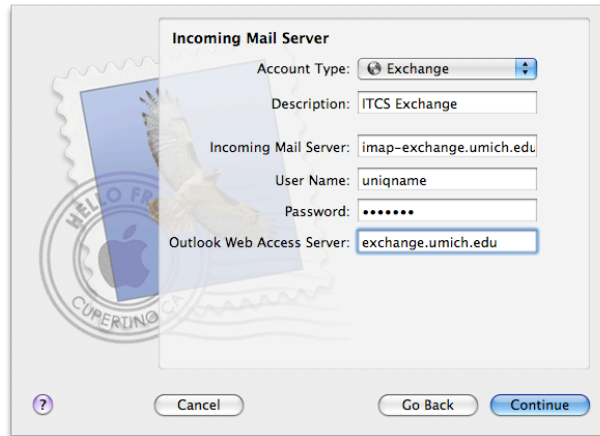 Incoming Mail Server
Account Type: Exchange
Description: ITCS Exchange
Incoming Mail Server: imap-exchange.umich.edu
User Name: uniqname
Password: •••••••
Outlook Web Access Server: exchange.umich.edu
HELLO FR
CUPERTINO CA
? Cancel Go Back Continue